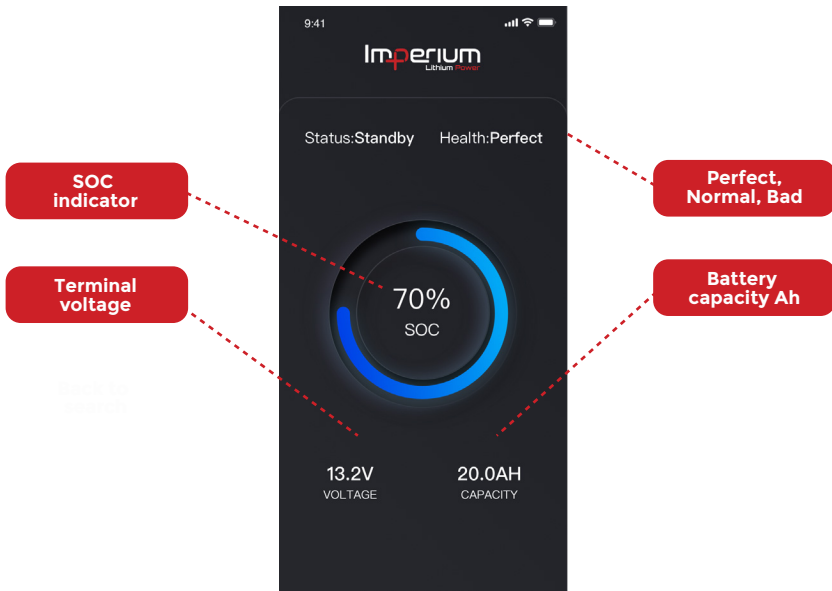 9:41
Imperium
Lithium Power
Status:Standby Health:Perfect
SOC
indicator
Perfect,
Normal, Bad
Terminal
voltage
Battery
capacity Ah
70%
SOC
13.2V
VOLTAGE
20.0AH
CAPACITY